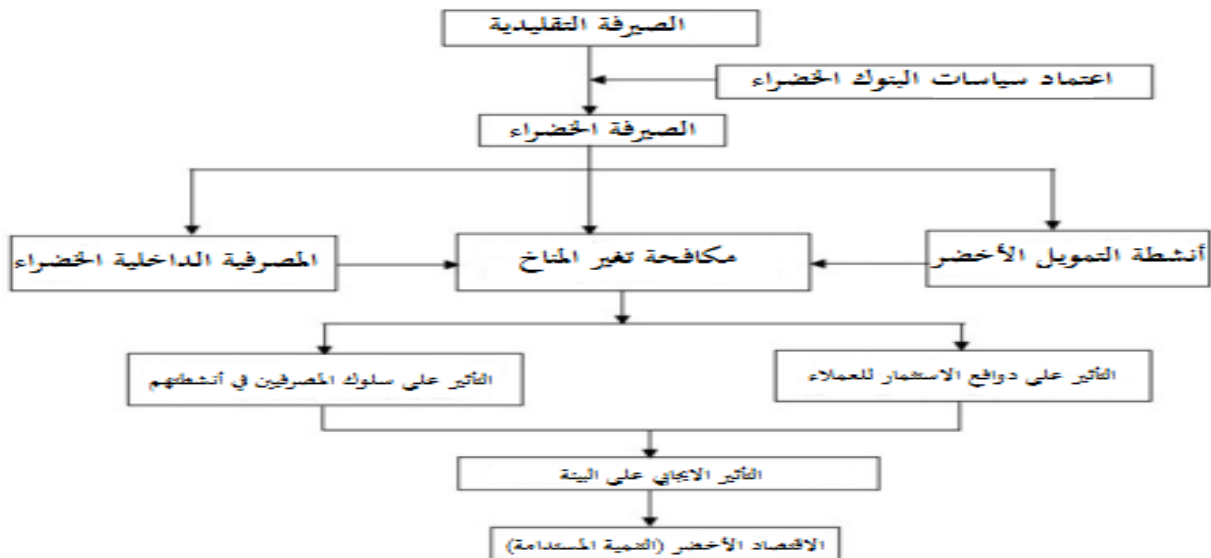 الصيرفة التقليدية
اعتماد سياسات البنوك الخضراء
الصيرفة الخضراء
أنشطة التمويل الأخضر
مكافحة تغير المناخ
المصرفية الداخلية الخضراء
التأثير على دوافع الاستثمار للعملاء
التأثير على سلوك المصرفيين في أنشطتهم
التأثير الايجابي على البيئة
الاقتصاد الأخضر (التنمية المستدامة)